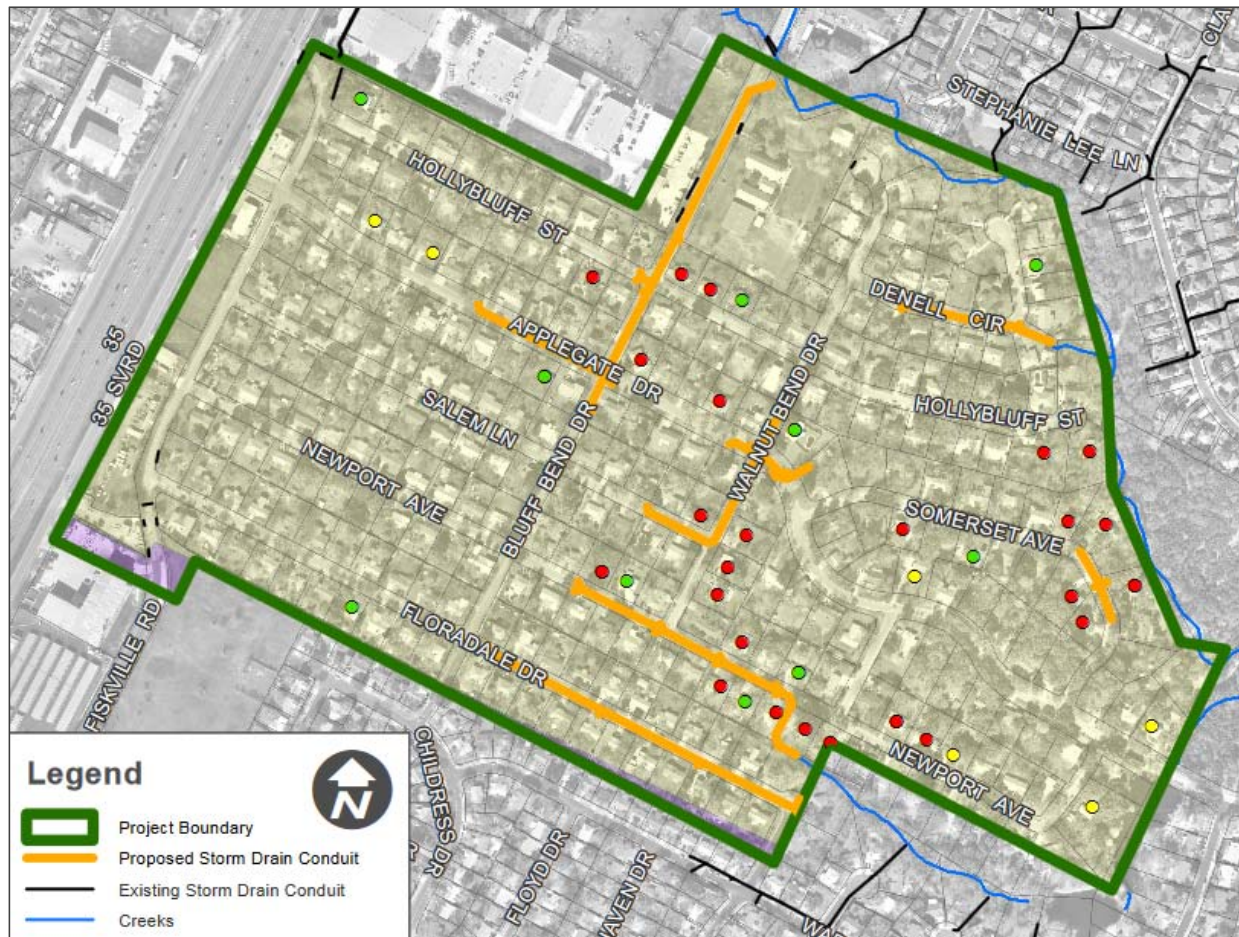 STEPHANIE LEE LN
HOLLYBLUFF ST
DENELL CIR
35
35 SVRD
APPLEGATE DR
SALEM LN
NEWPORT AVE
BLUFF BEND DR
WALNUT BEND DR
HOLLYBLUFF ST
SOMERSET AVE
FLORADALE DR
NEWPORT AVE
FISKVILLE RD
CHILDRESS DR
FLOYD DR
HAVEN DR
Legend
N
Project Boundary
Proposed Storm Drain Conduit
Existing Storm Drain Conduit
Creeks